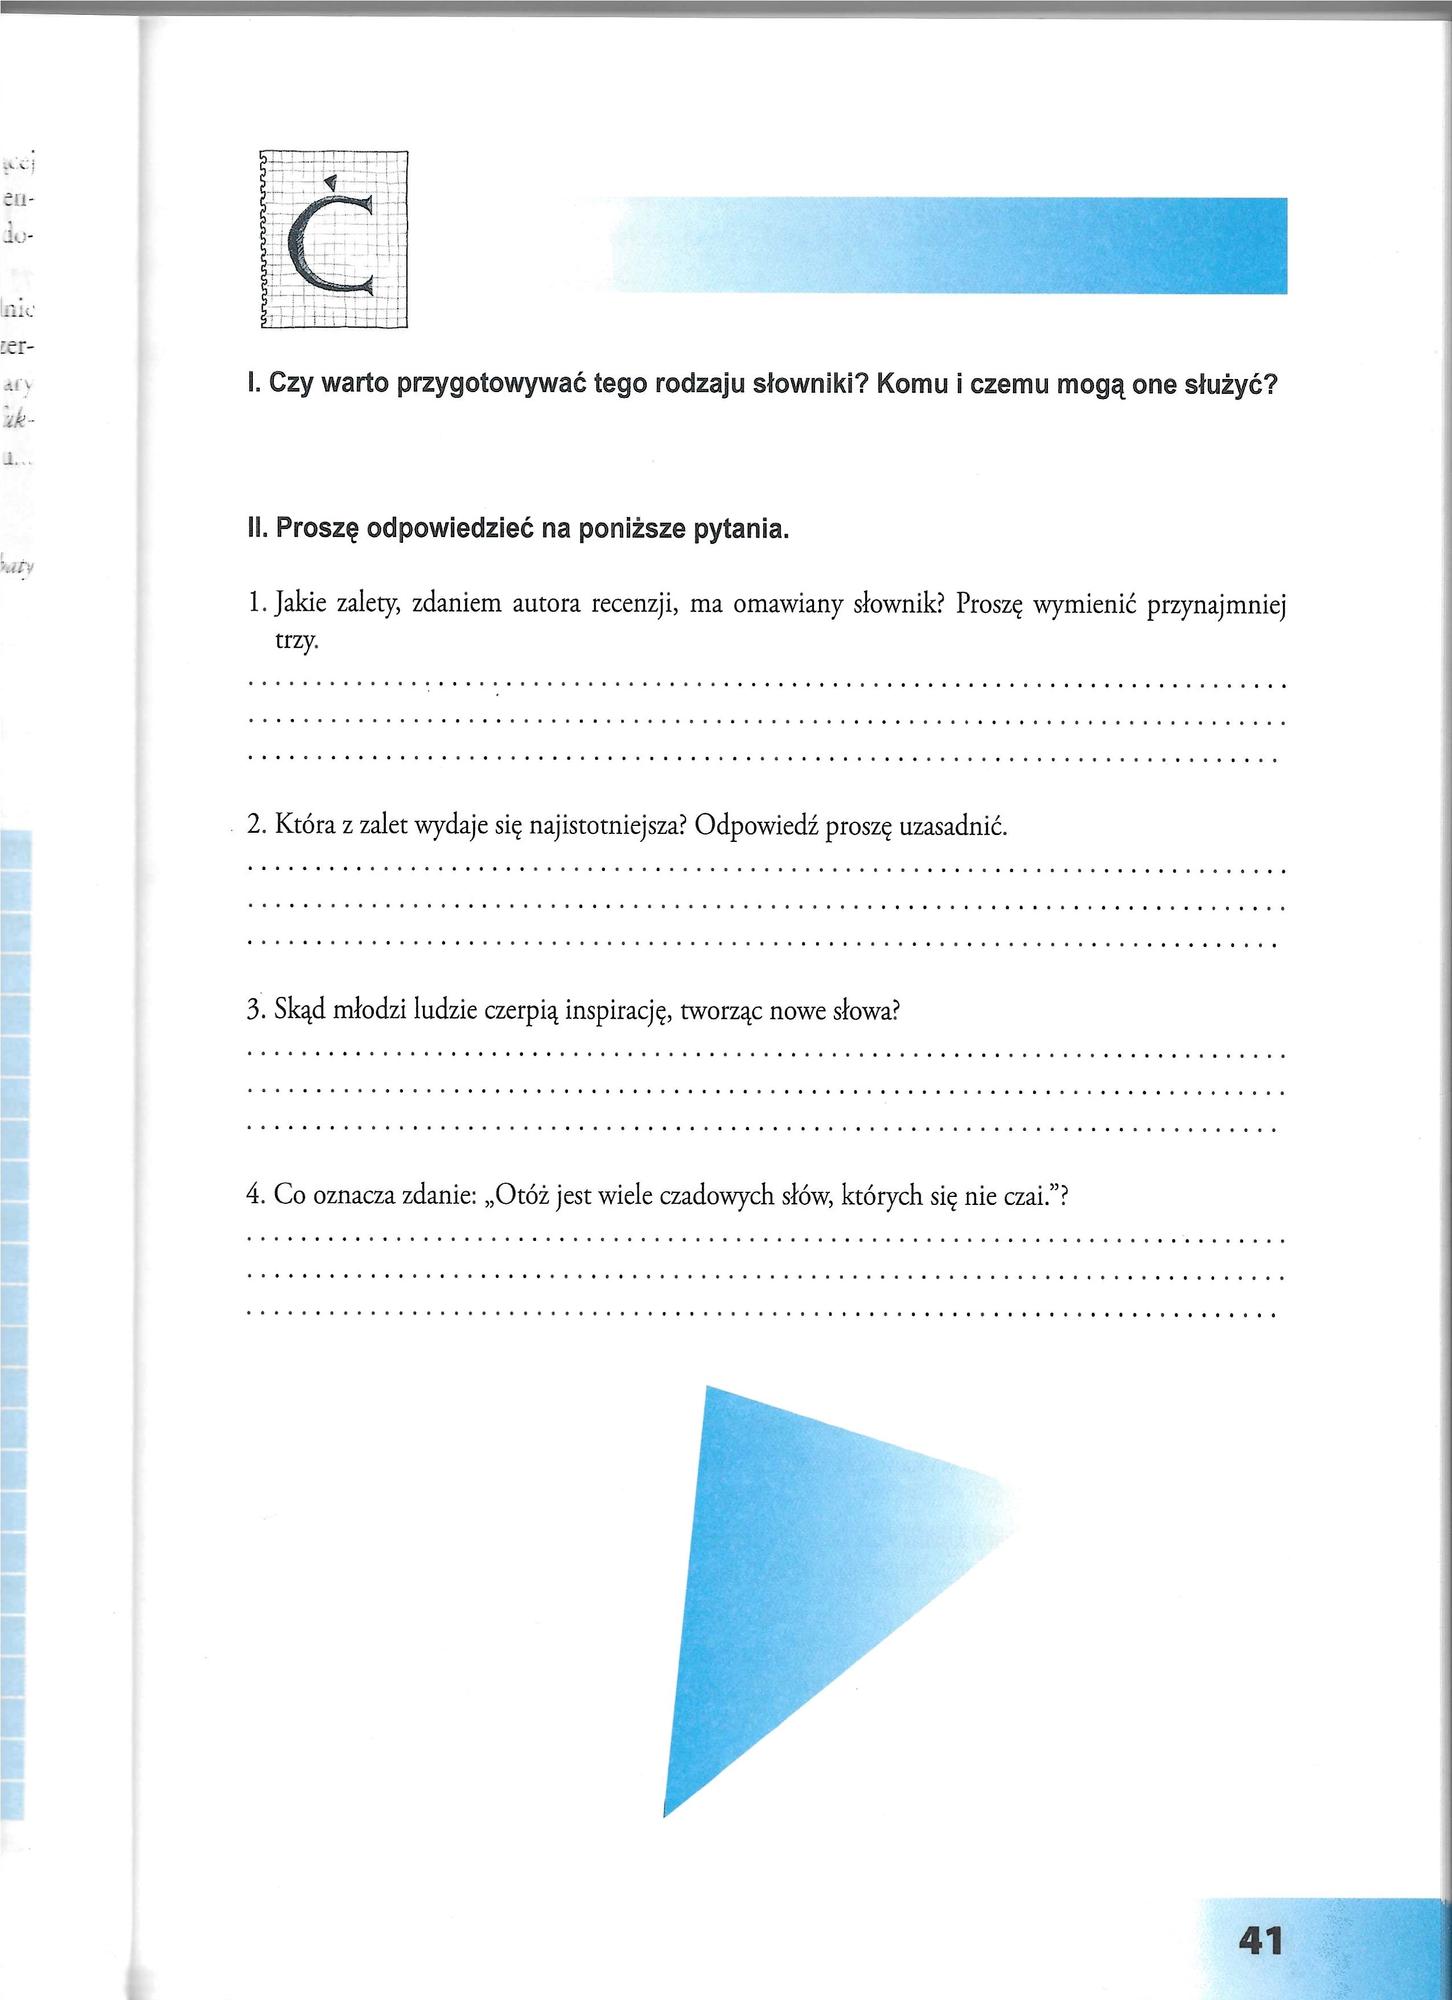 en-
do-
Ć
I. Czy warto przygotowywać tego rodzaju słowniki? Komu i czemu mogą one służyć?
II. Proszę odpowiedzieć na poniższe pytania.
1. Jakie zalety, zdaniem autora recenzji, ma omawiany słownik? Proszę wymienić przynajmniej
trzy.
2. Która z zalet wydaje się najistotniejsza? Odpowiedź proszę uzasadnić.
3. Skąd młodzi ludzie czerpią inspirację, tworząc nowe słowa?
4. Co oznacza zdanie: „Otóż jest wiele czadowych słów, których się nie czai.”?
41